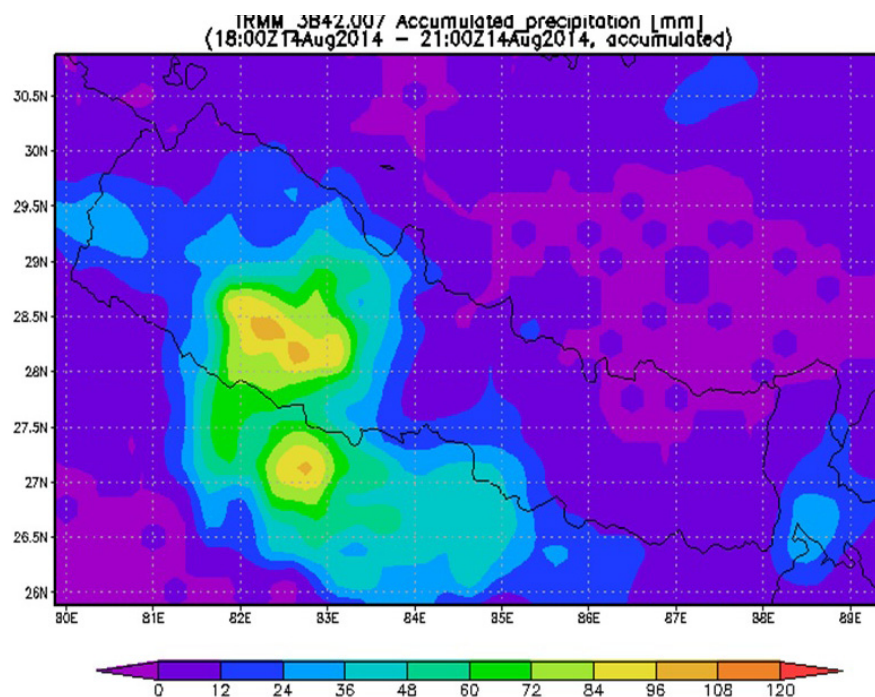 TRMM_3B42.007 Accumulated precipitation [mm]
(18:00Z14Aug2014 - 21:00Z14Aug2014, accumulated)
30.5N
30N
29.5N
29N
28.5N
28N
27.5N
27N
26.5N
26N
80E 81E 82E 83E 84E 85E 86E 87E 88E 89E
0 12 24 36 48 60 72 84 96 108 120